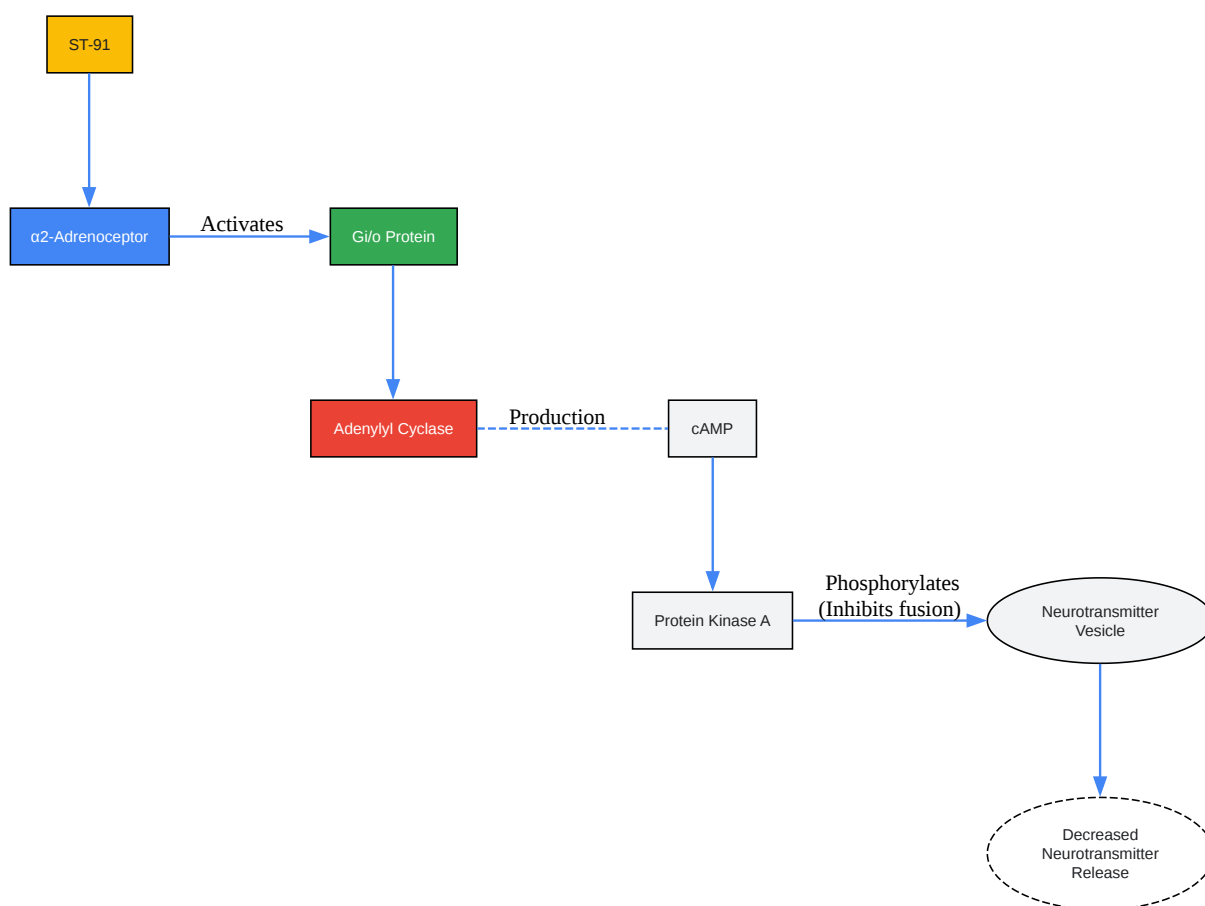 ST-91
α2-Adrenoceptor
Activates
Gi/o Protein
Adenylyl Cyclase
Production
cAMP
Protein Kinase A
Phosphorylates
(Inhibits fusion)
Neurotransmitter
Vesicle
Decreased
Neurotransmitter
Release